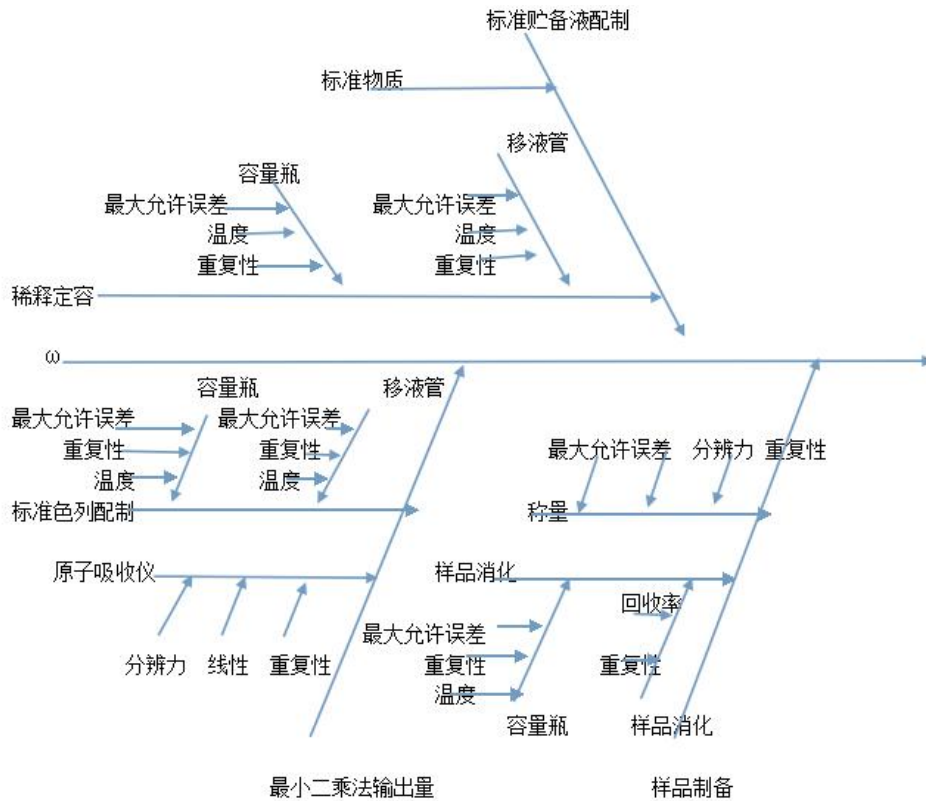 标准贮备液配制
标准物质
移液管
容量瓶
最大允许误差
最大允许误差
温度
温度
重复性
重复性
稀释定容
ω
容量瓶
移液管
最大允许误差
最大允许误差
重复性
重复性
温度
温度
标准色列配制
最大允许误差
分辨力
重复性
称量
原子吸收仪
样品消化
回收率
最大允许误差
分辨力
线性
重复性
重复性
重复性
温度
容量瓶
样品消化
最小二乘法输出量
样品制备